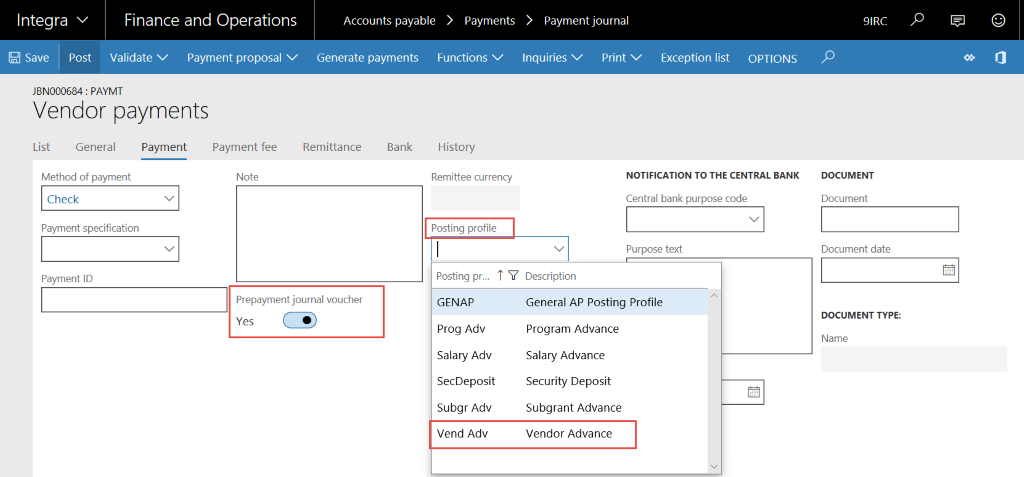 Integra Finance and Operations Accounts payable > Payments > Payment journal 9IRC
Save Post Validate Payment proposal Generate payments Functions Inquiries Print Exception list OPTIONS
JBN000684 : PAYMT
Vendor payments
List General Payment Payment fee Remittance Bank History
Method of payment
Check
Payment specification
Payment ID
Note
Prepayment journal voucher
Yes
Remittee currency
Posting profile
Posting pr... Description
GENAP General AP Posting Profile
Prog Adv Program Advance
Salary Adv Salary Advance
SecDeposit Security Deposit
Subgr Adv Subgrant Advance
Vend Adv Vendor Advance
NOTIFICATION TO THE CENTRAL BANK
Central bank purpose code
Purpose text
DOCUMENT
Document
Document date
DOCUMENT TYPE:
Name